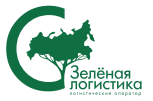 Зелёная
логистика
логистический оператор